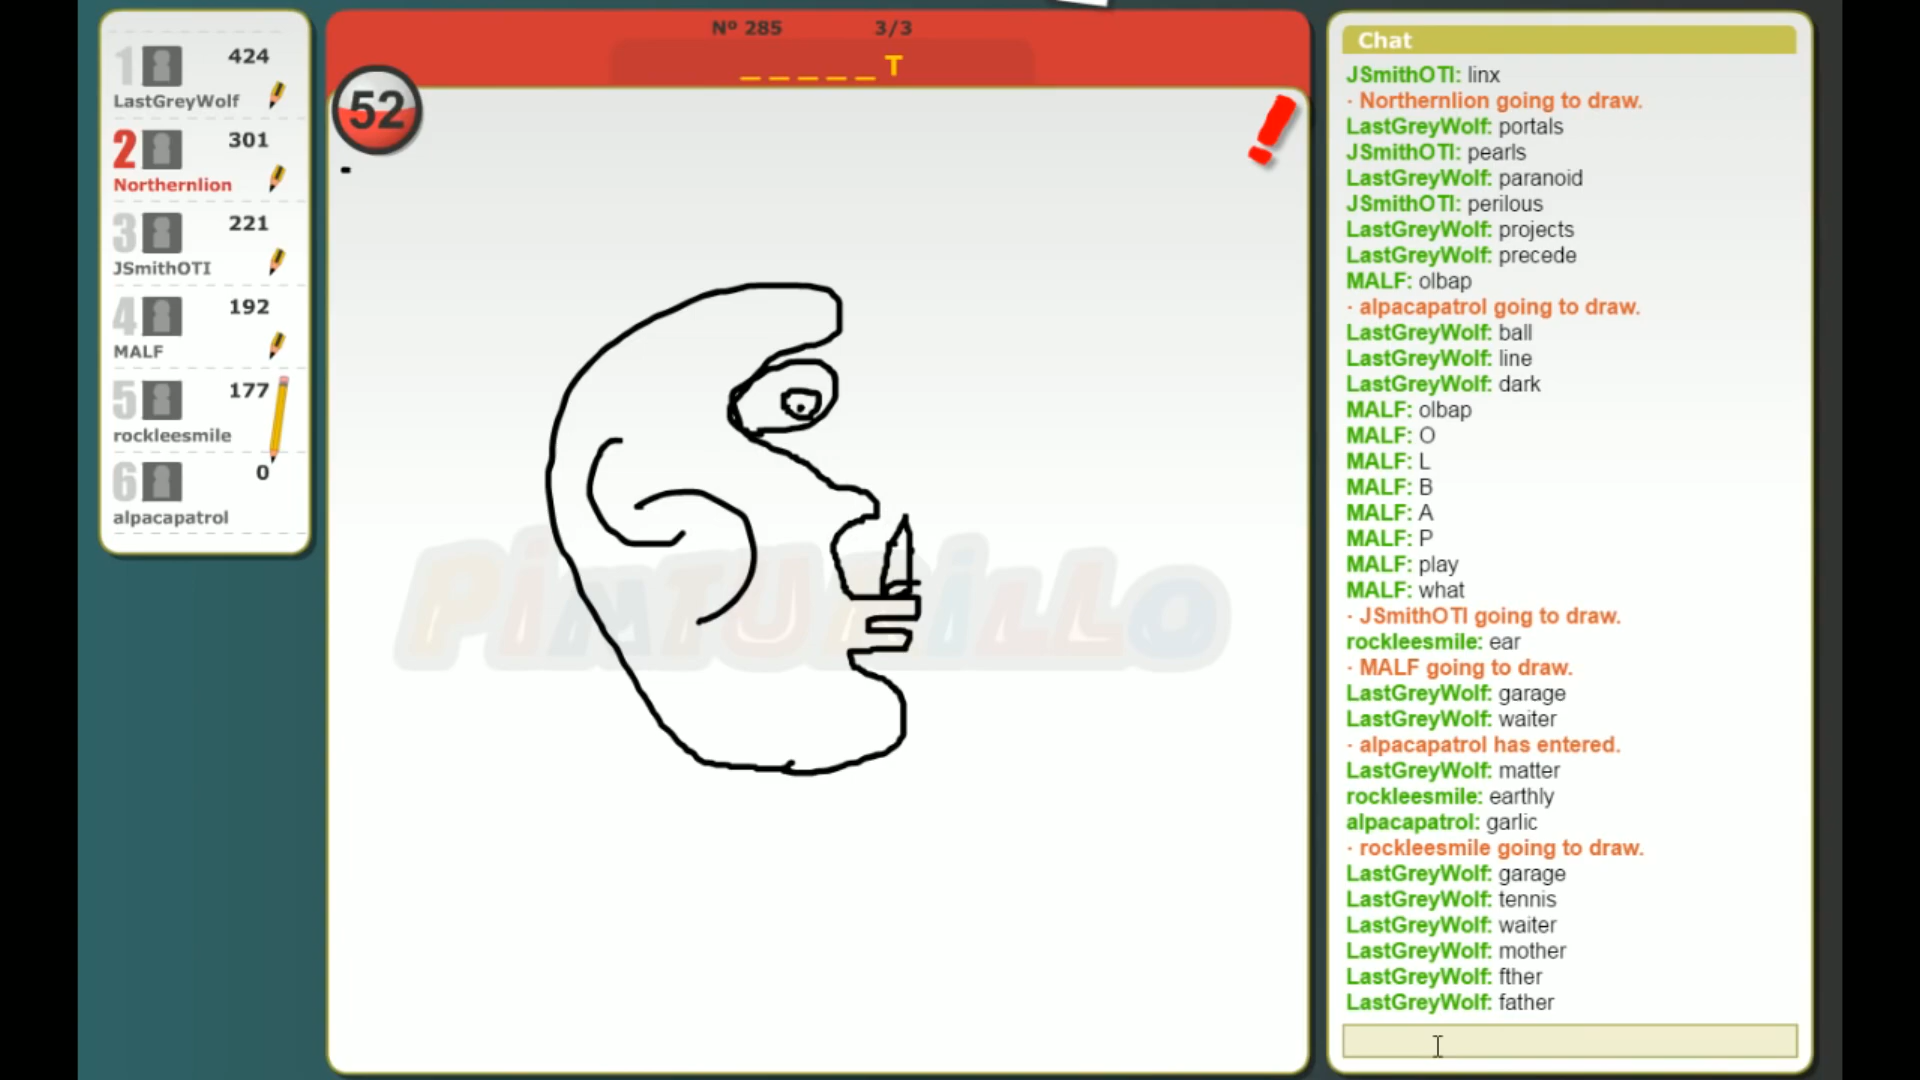 1 424
LastGreyWolf
2 301
Northernlion
3 221
JSmithOTI
4 192
MALF
5 177
rockleesmile
6 0
alpacapatrol
Nº 285 3/3
_ _ _ _ _ T
52
!
PINTURILLO
Chat
JSmithOTI: linx
· Northernlion going to draw.
LastGreyWolf: portals
JSmithOTI: pearls
LastGreyWolf: paranoid
JSmithOTI: perilous
LastGreyWolf: projects
LastGreyWolf: precede
MALF: olbap
· alpacapatrol going to draw.
LastGreyWolf: ball
LastGreyWolf: line
LastGreyWolf: dark
MALF: olbap
MALF: O
MALF: L
MALF: B
MALF: A
MALF: P
MALF: play
MALF: what
· JSmithOTI going to draw.
rockleesmile: ear
· MALF going to draw.
LastGreyWolf: garage
LastGreyWolf: waiter
· alpacapatrol has entered.
LastGreyWolf: matter
rockleesmile: earthly
alpacapatrol: garlic
· rockleesmile going to draw.
LastGreyWolf: garage
LastGreyWolf: tennis
LastGreyWolf: waiter
LastGreyWolf: mother
LastGreyWolf: fther
LastGreyWolf: father